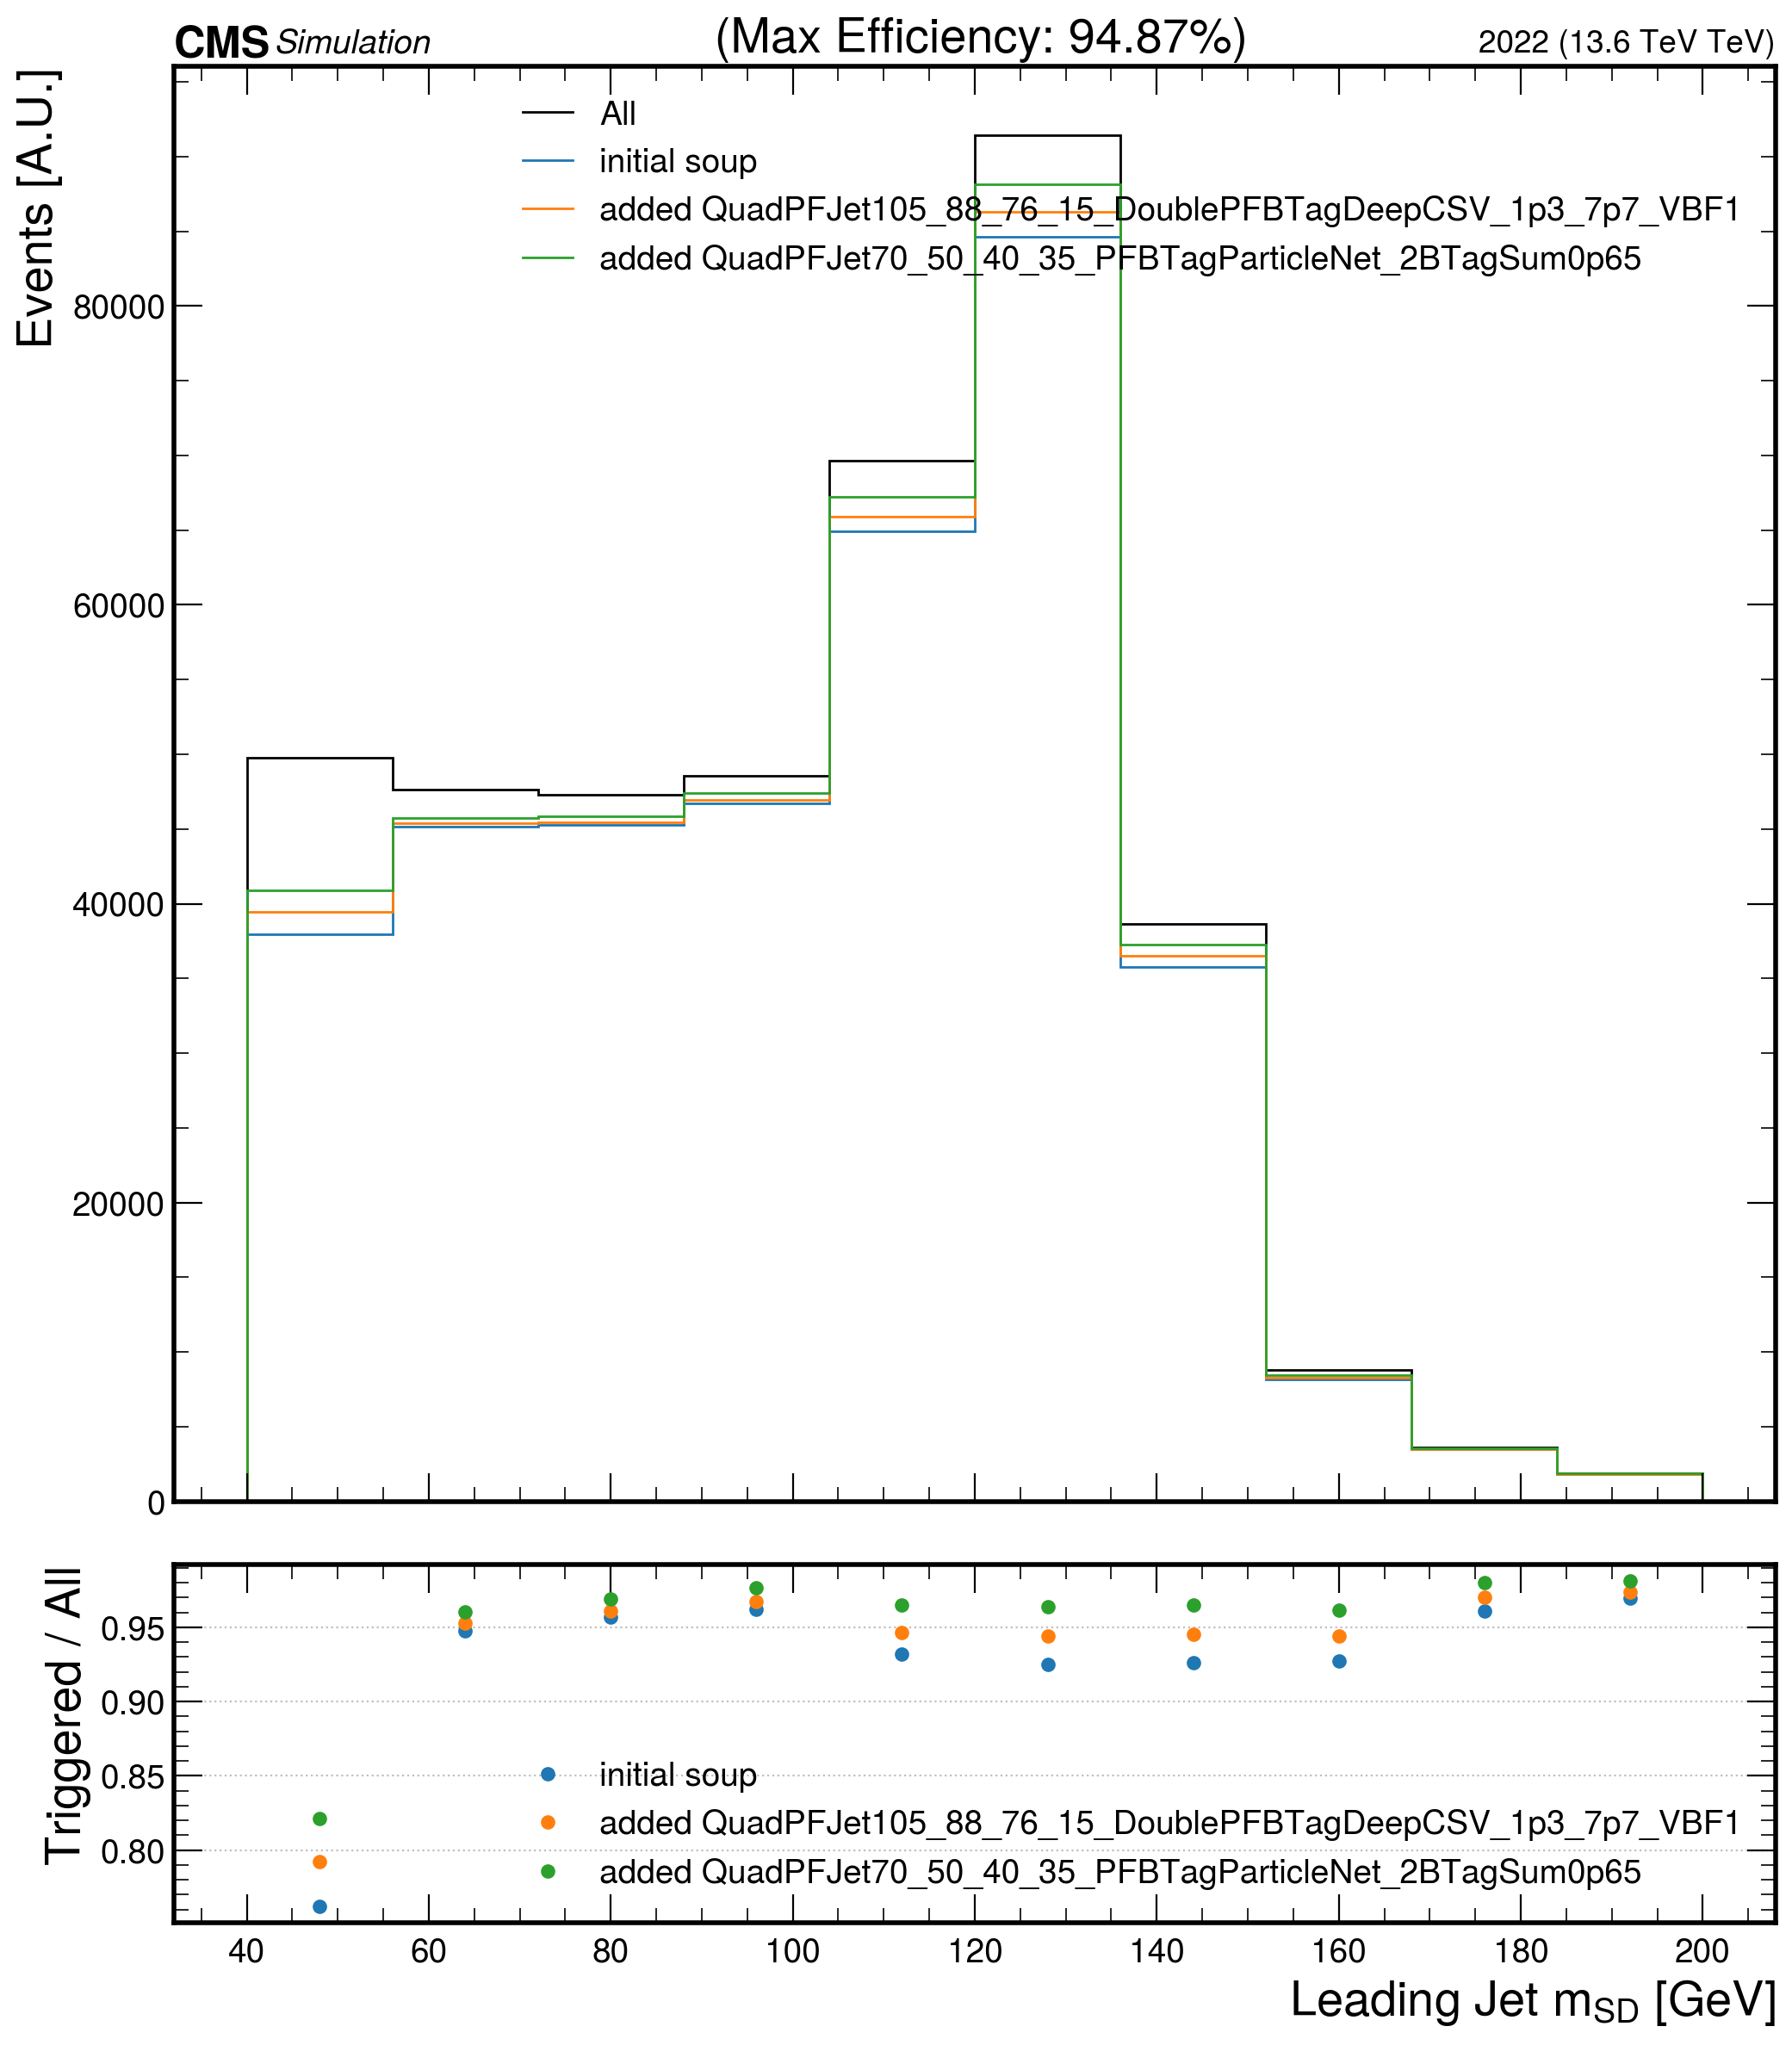 CMS Simulation (Max Efficiency: 94.87%) 2022 (13.6 TeV TeV)
Events [A.U.]
All
initial soup
added QuadPFJet105_88_76_15_DoublePFBTagDeepCSV_1p3_7p7_VBF1
added QuadPFJet70_50_40_35_PFBTagParticleNet_2BTagSum0p65
80000
60000
40000
20000
0
Triggered / All
0.95
0.90
0.85
0.80
initial soup
added QuadPFJet105_88_76_15_DoublePFBTagDeepCSV_1p3_7p7_VBF1
added QuadPFJet70_50_40_35_PFBTagParticleNet_2BTagSum0p65
40 60 80 100 120 140 160 180 200
Leading Jet mSD [GeV]